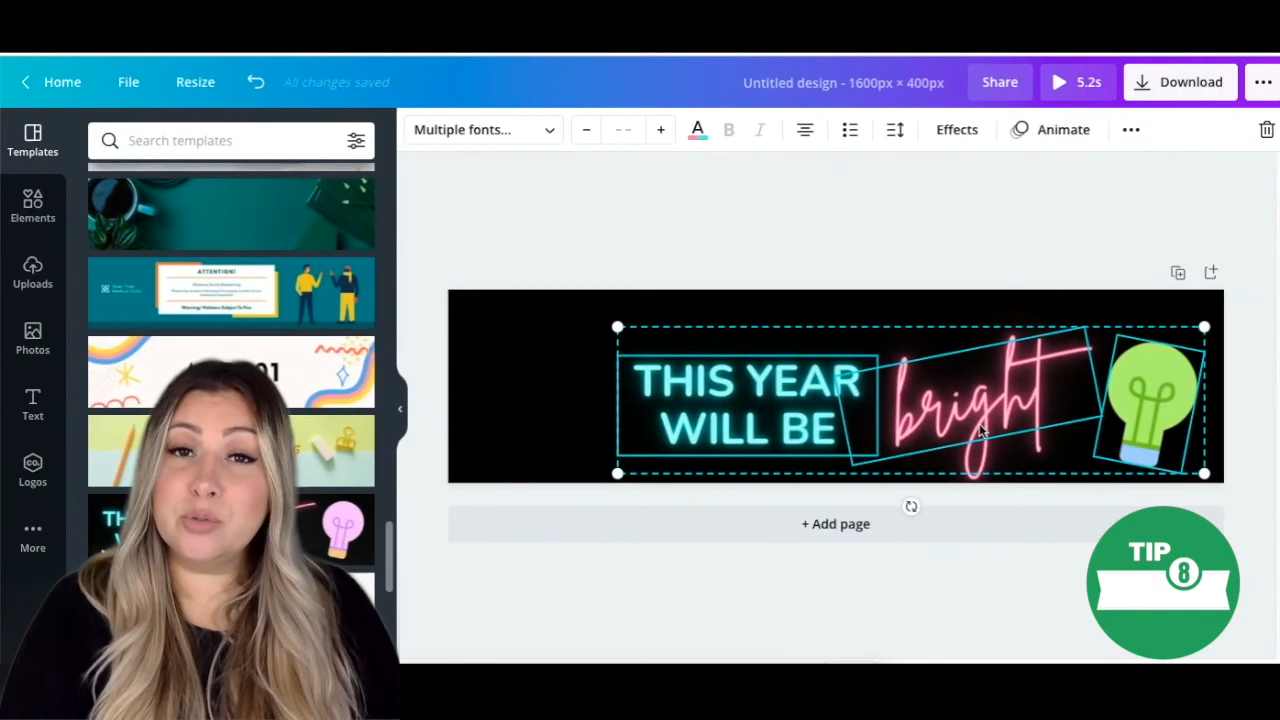 Home File Resize All changes saved Untitled design - 1600px × 400px Share 5.2s Download
Templates
Elements
Uploads
Photos
Text
CO.
Logos
More
Search templates
ATTENTION!
Multiple fonts... − -- + A B I Effects Animate
THIS YEAR
WILL BE
bright
+ Add page
TIP 8